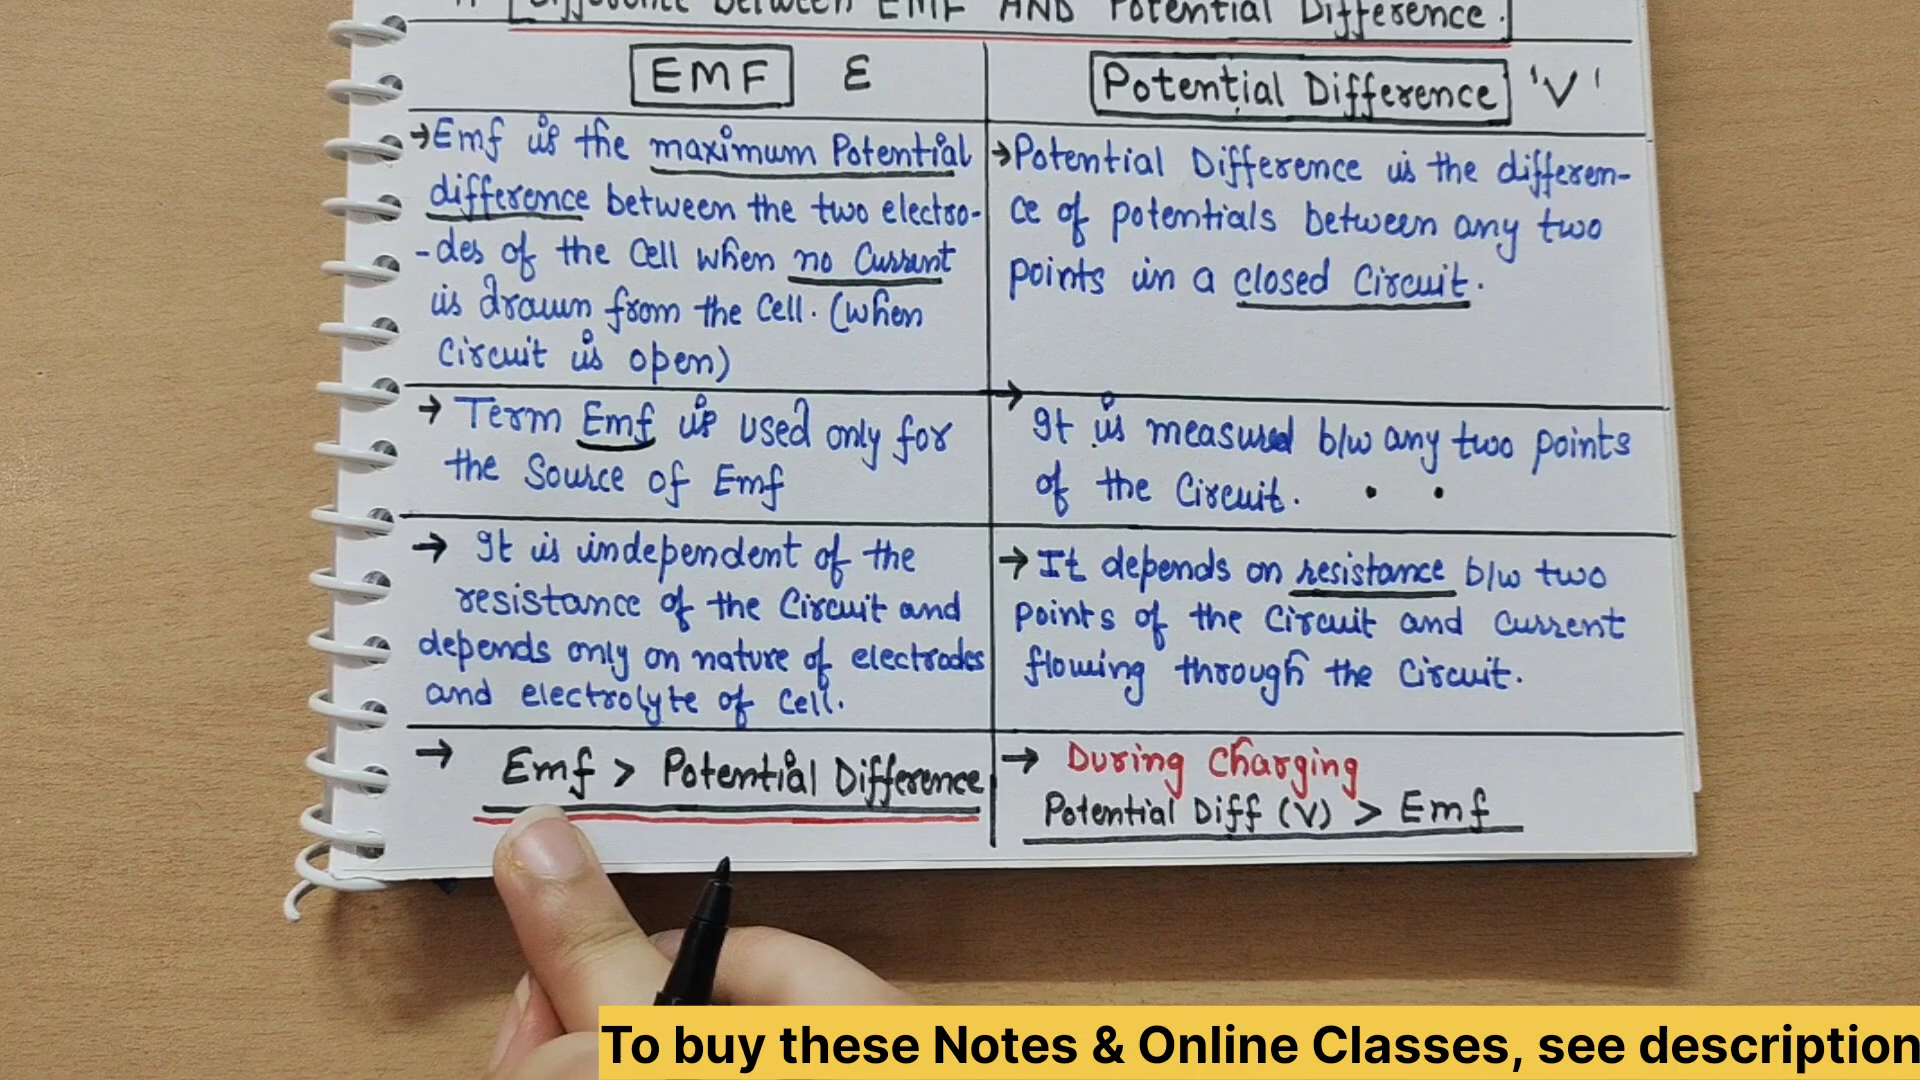 Difference between EMF AND Potential Difference.
EMF ε
Potential Difference 'V'
→Emf is the maximum Potential
difference between the two electro-
-des of the Cell when no Current
is drawn from the Cell. (when
Circuit is open)
→Potential Difference is the differen-
ce of potentials between any two
points in a closed Circuit.
→ Term Emf is used only for
the Source of Emf
→ It is measured b/w any two points
of the Circuit.
→ It is independent of the
resistance of the Circuit and
depends only on nature of electrodes
and electrolyte of Cell.
→It depends on resistance b/w two
points of the Circuit and Current
flowing through the Circuit.
→ Emf > Potential Difference
→ During Charging
Potential Diff (V) > Emf
To buy these Notes & Online Classes, see description